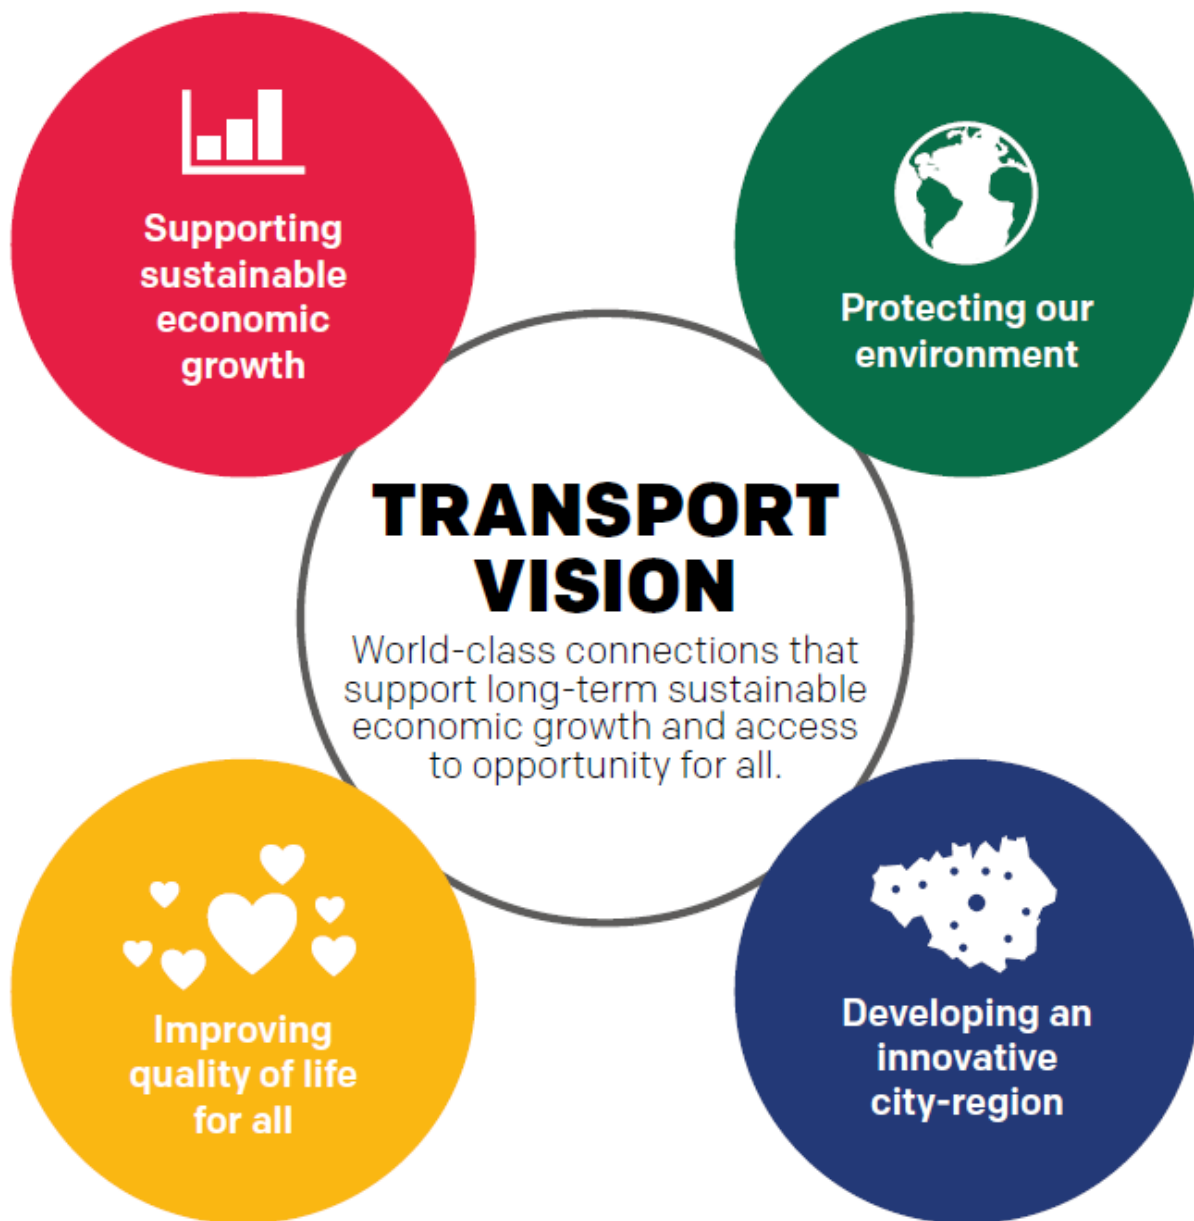 Supporting
sustainable
economic
growth
Protecting our
environment
TRANSPORT
VISION
World-class connections that
support long-term sustainable
economic growth and access
to opportunity for all.
Improving
quality of life
for all
Developing an
innovative
city-region